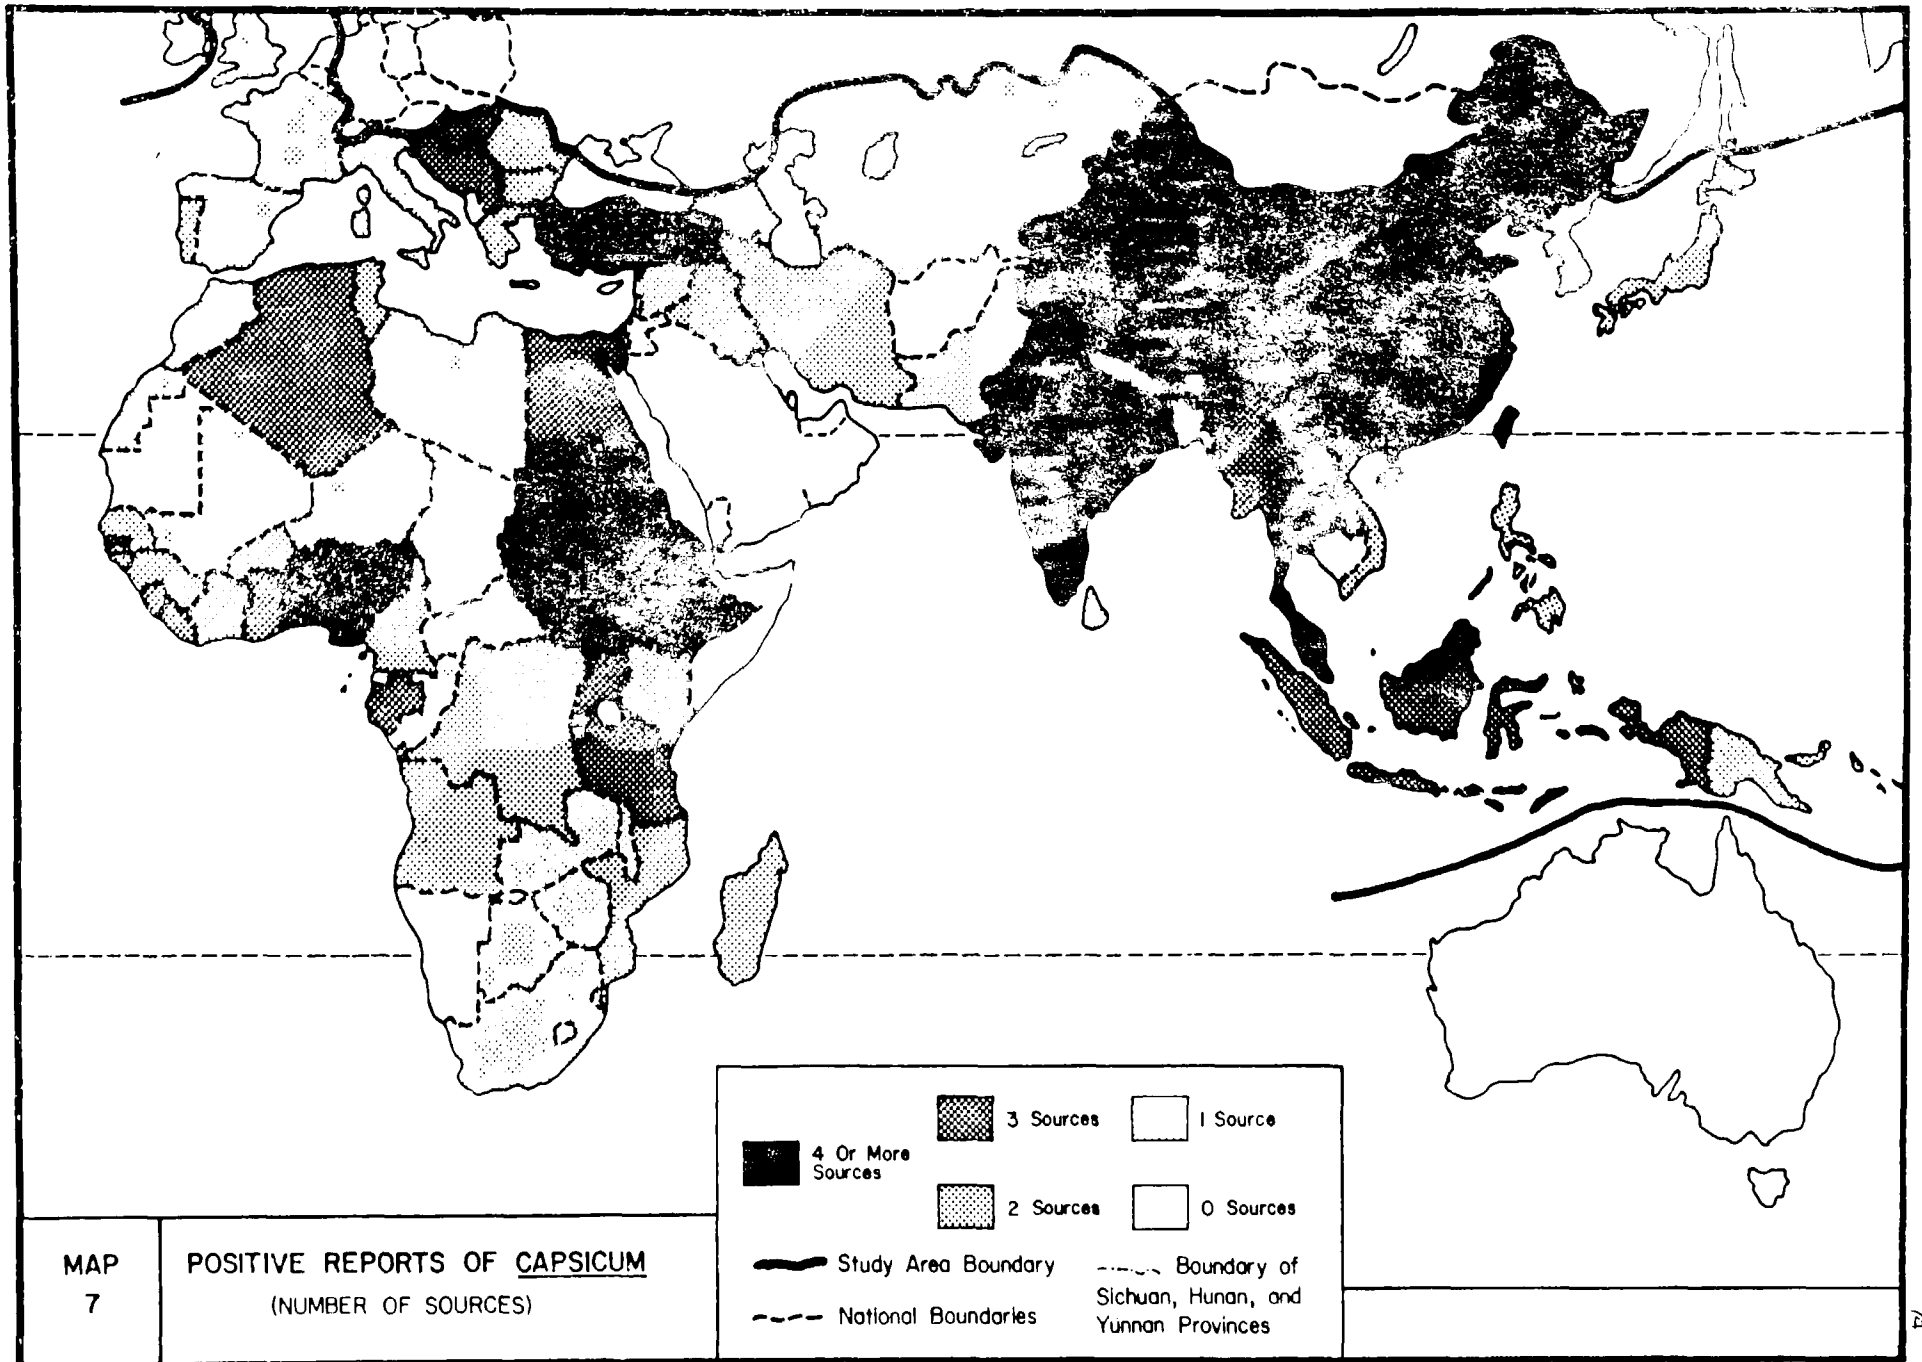 4 Or More
Sources
3 Sources
1 Source
2 Sources
0 Sources
Study Area Boundary
National Boundaries
Boundary of
Sichuan, Hunan, and
Yunnan Provinces
MAP
7
POSITIVE REPORTS OF CAPSICUM
(NUMBER OF SOURCES)